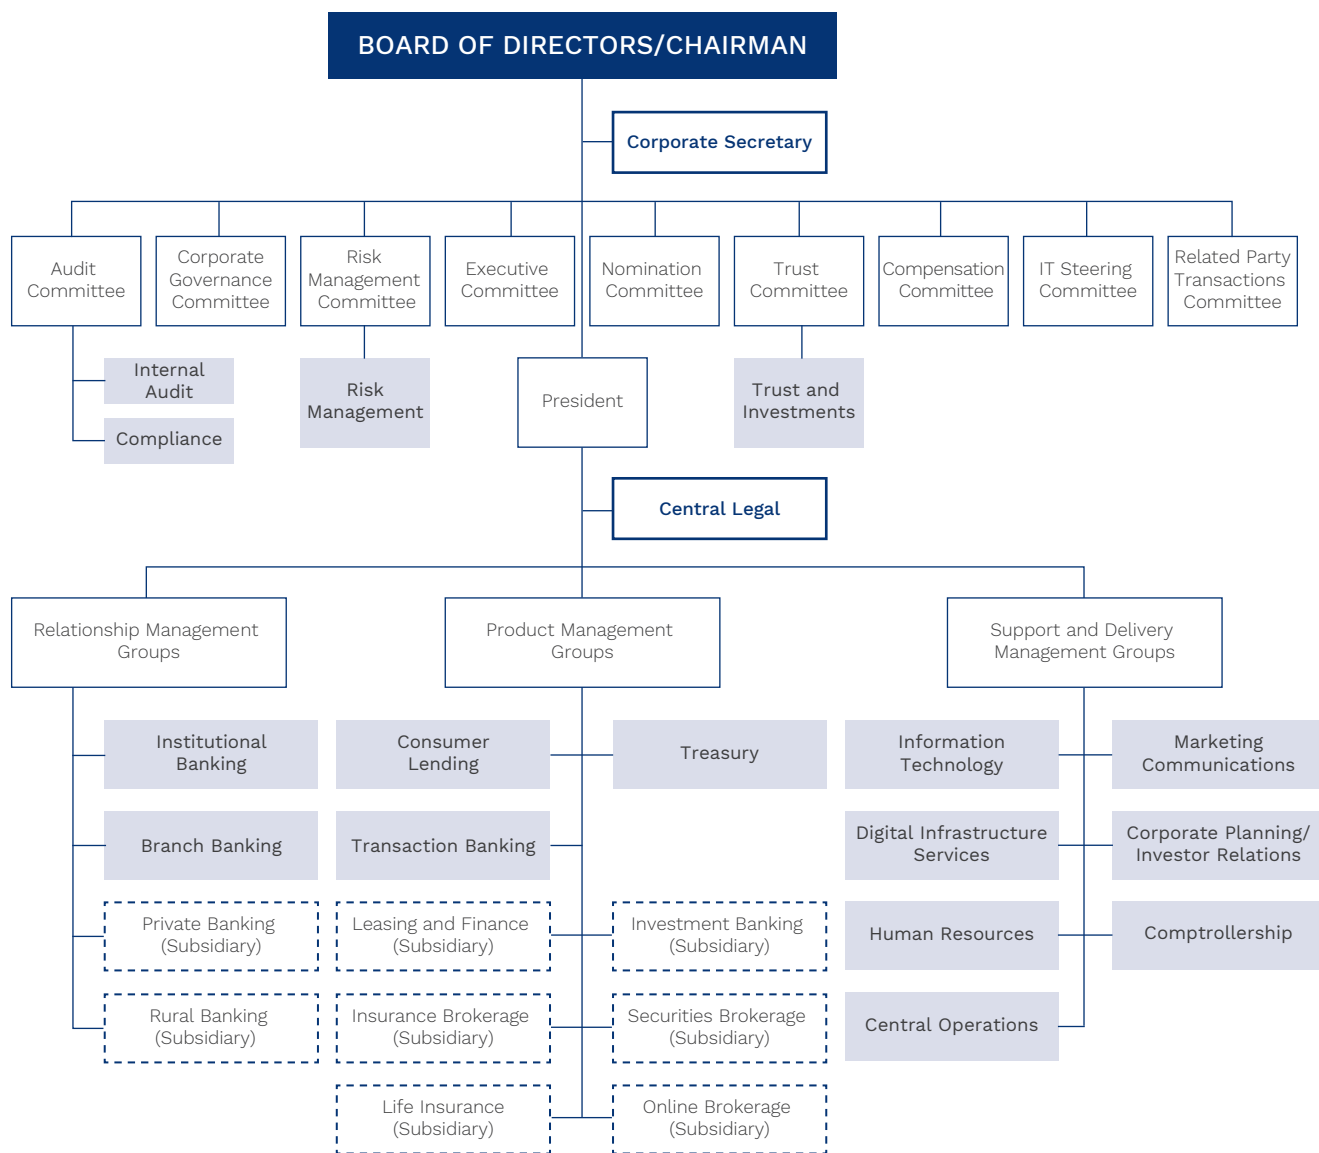 BOARD OF DIRECTORS/CHAIRMAN
Corporate Secretary
Audit
Committee
Corporate
Governance
Committee
Risk
Management
Committee
Executive
Committee
Nomination
Committee
Trust
Committee
Compensation
Committee
IT Steering
Committee
Related Party
Transactions
Committee
Internal
Audit
Compliance
Risk
Management
President
Trust and
Investments
Central Legal
Relationship Management
Groups
Product Management
Groups
Support and Delivery
Management Groups
Institutional
Banking
Consumer
Lending
Treasury
Information
Technology
Marketing
Communications
Branch Banking
Transaction Banking
Digital Infrastructure
Services
Corporate Planning/
Investor Relations
Private Banking
(Subsidiary)
Leasing and Finance
(Subsidiary)
Investment Banking
(Subsidiary)
Human Resources
Comptrollership
Rural Banking
(Subsidiary)
Insurance Brokerage
(Subsidiary)
Securities Brokerage
(Subsidiary)
Central Operations
Life Insurance
(Subsidiary)
Online Brokerage
(Subsidiary)